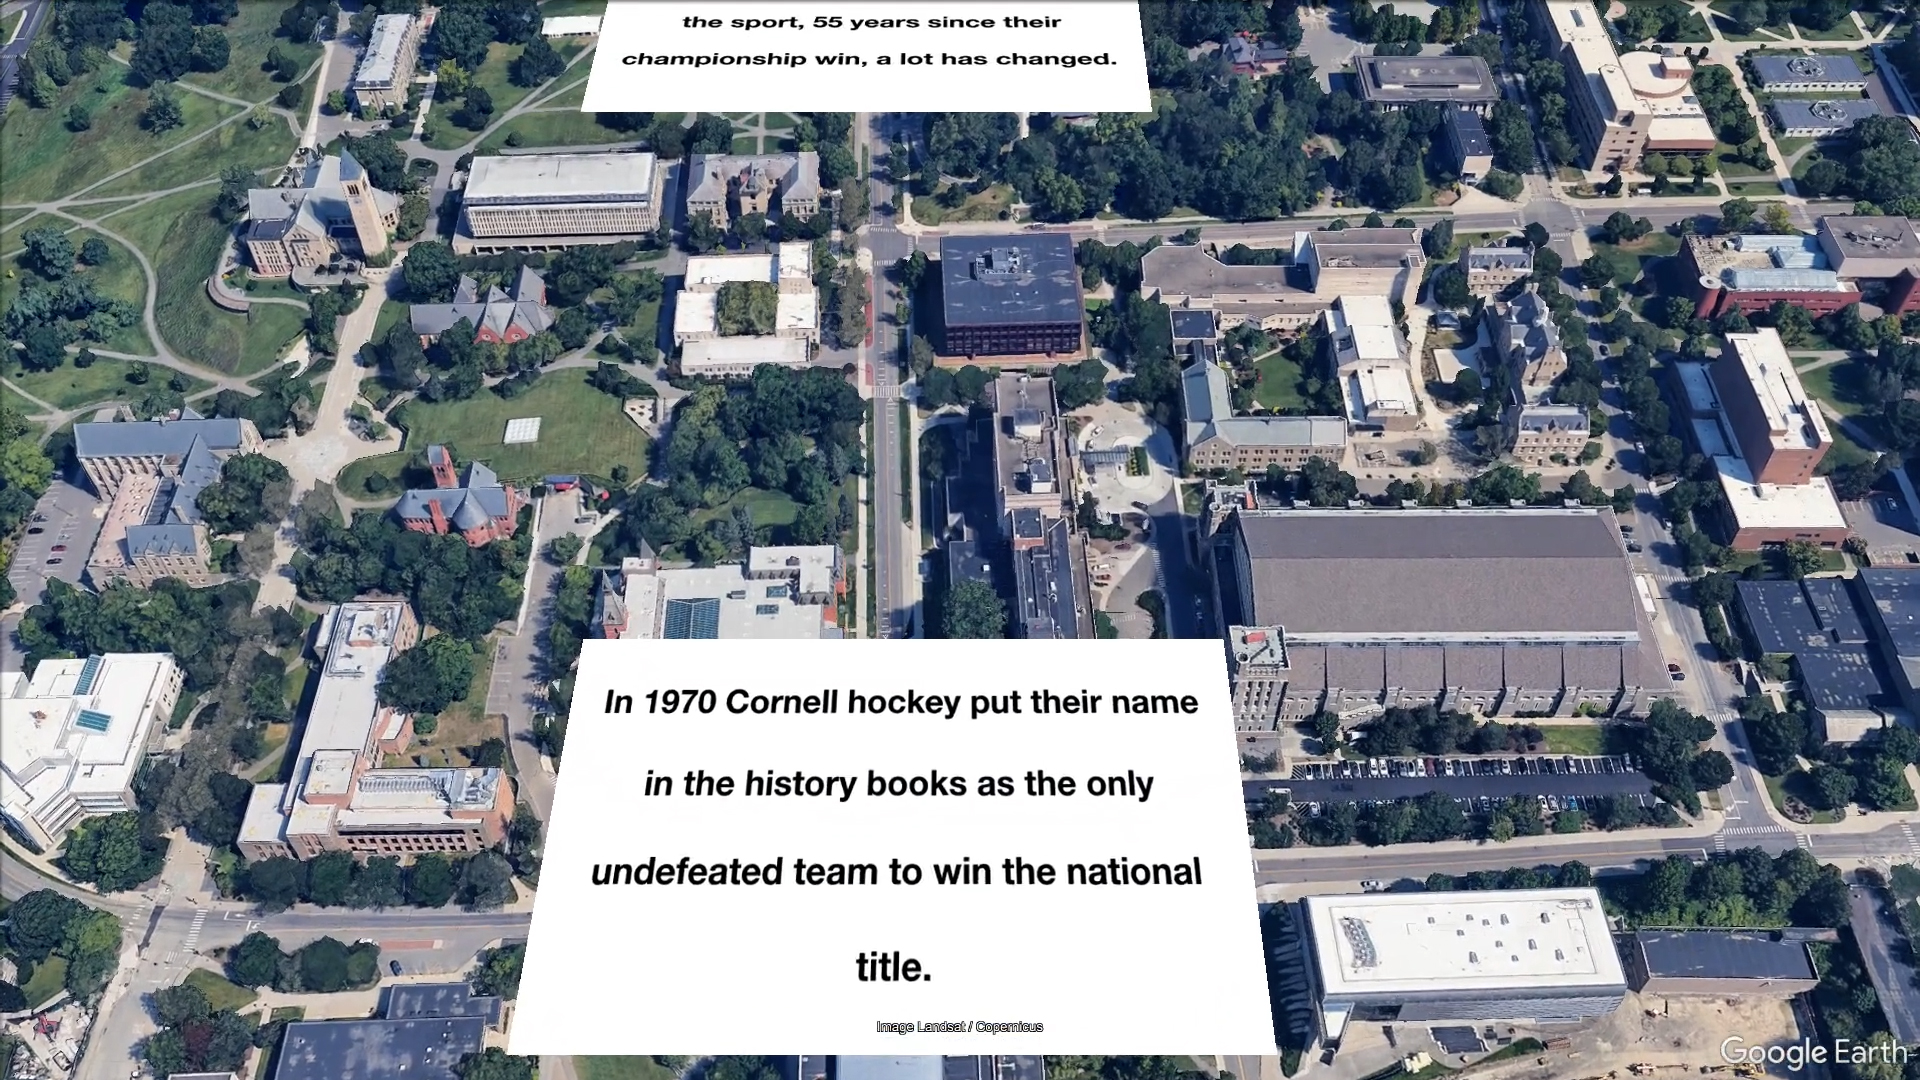 the sport, 55 years since their
championship win, a lot has changed.
In 1970 Cornell hockey put their name
in the history books as the only
undefeated team to win the national
title.
Image Landsat / Copernicus
Google Earth